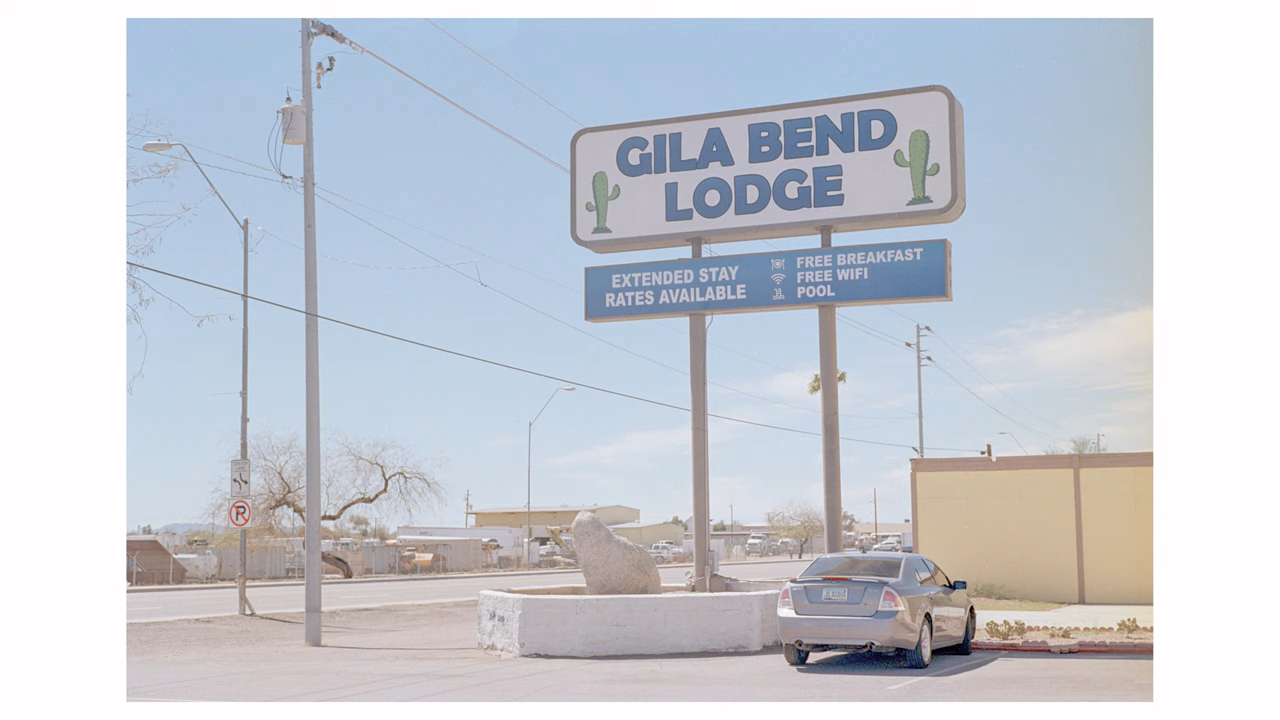 GILA BEND
LODGE
EXTENDED STAY
RATES AVAILABLE
FREE BREAKFAST
FREE WIFI
POOL